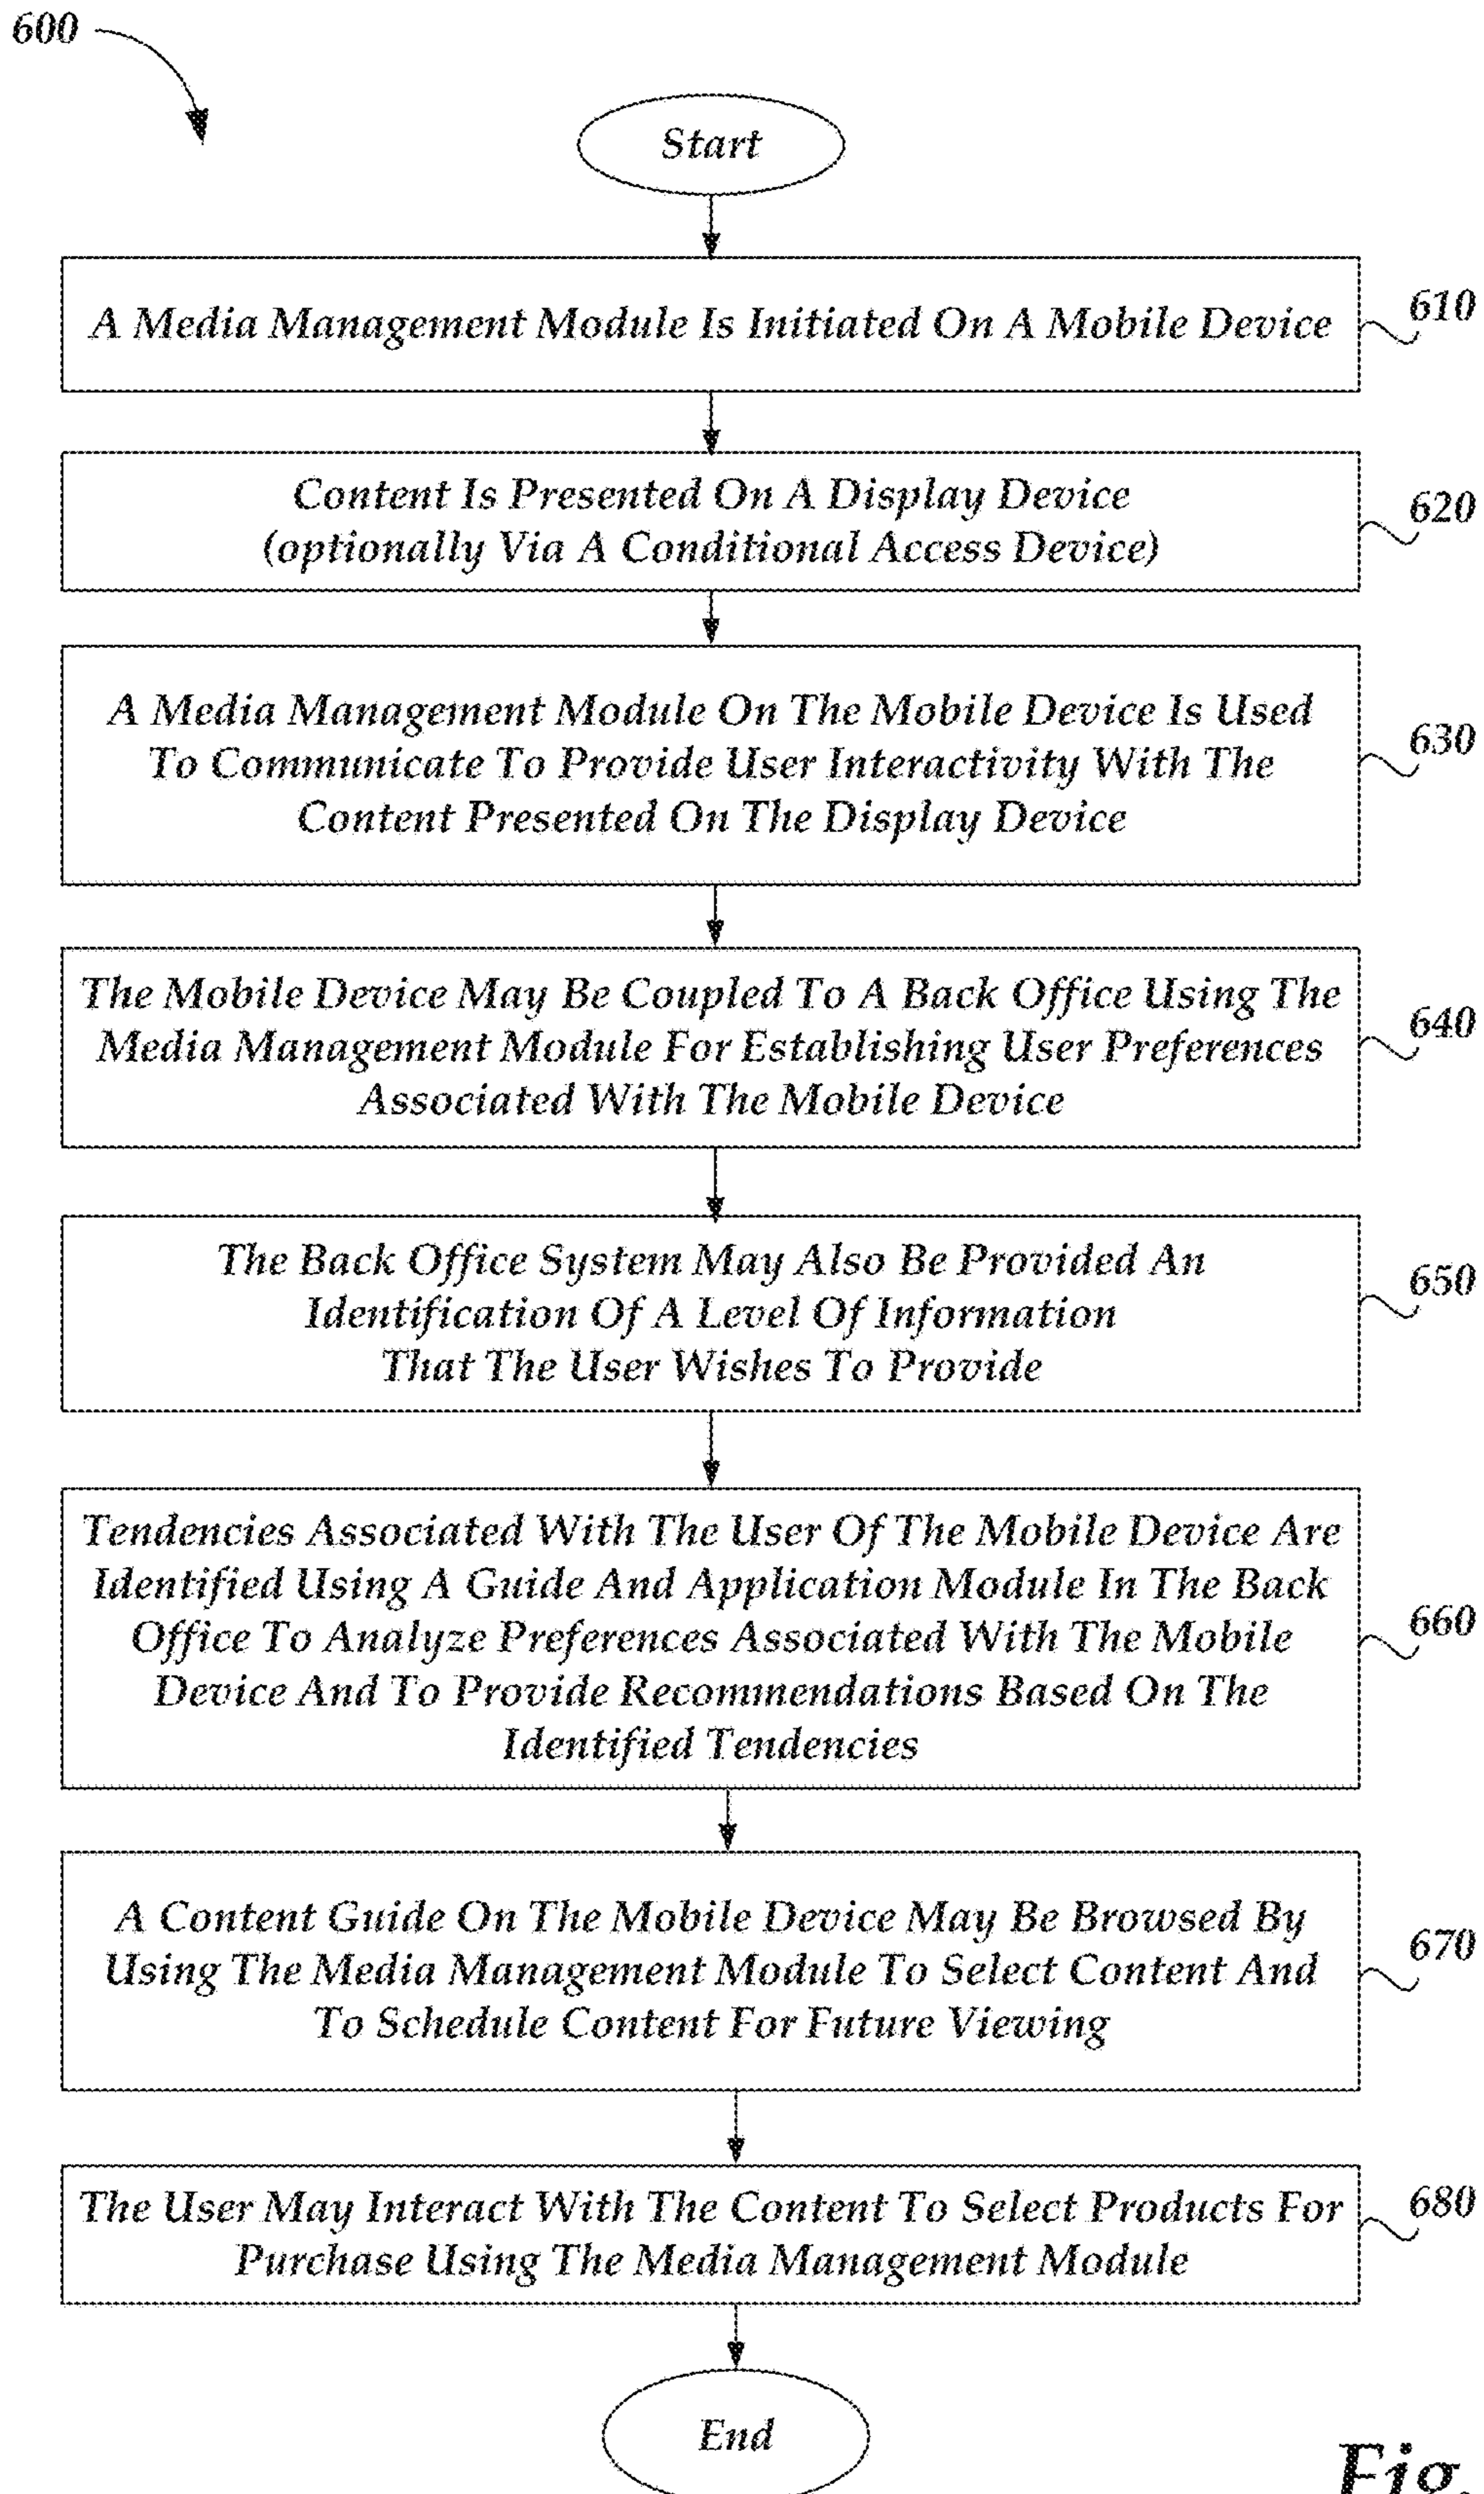 600
Start
A Media Management Module Is Initiated On A Mobile Device
610
Content Is Presented On A Display Device
(optionally Via A Conditional Access Device)
620
A Media Management Module On The Mobile Device Is Used
To Communicate To Provide User Interactivity With The
Content Presented On The Display Device
630
The Mobile Device May Be Coupled To A Back Office Using The
Media Management Module For Establishing User Preferences
Associated With The Mobile Device
640
The Back Office System May Also Be Provided An
Identification Of A Level Of Information
That The User Wishes To Provide
650
Tendencies Associated With The User Of The Mobile Device Are
Identified Using A Guide And Application Module In The Back
Office To Analyze Preferences Associated With The Mobile
Device And To Provide Recommendations Based On The
Identified Tendencies
660
A Content Guide On The Mobile Device May Be Browsed By
Using The Media Management Module To Select Content And
To Schedule Content For Future Viewing
670
The User May Interact With The Content To Select Products For
Purchase Using The Media Management Module
680
End
Fig.